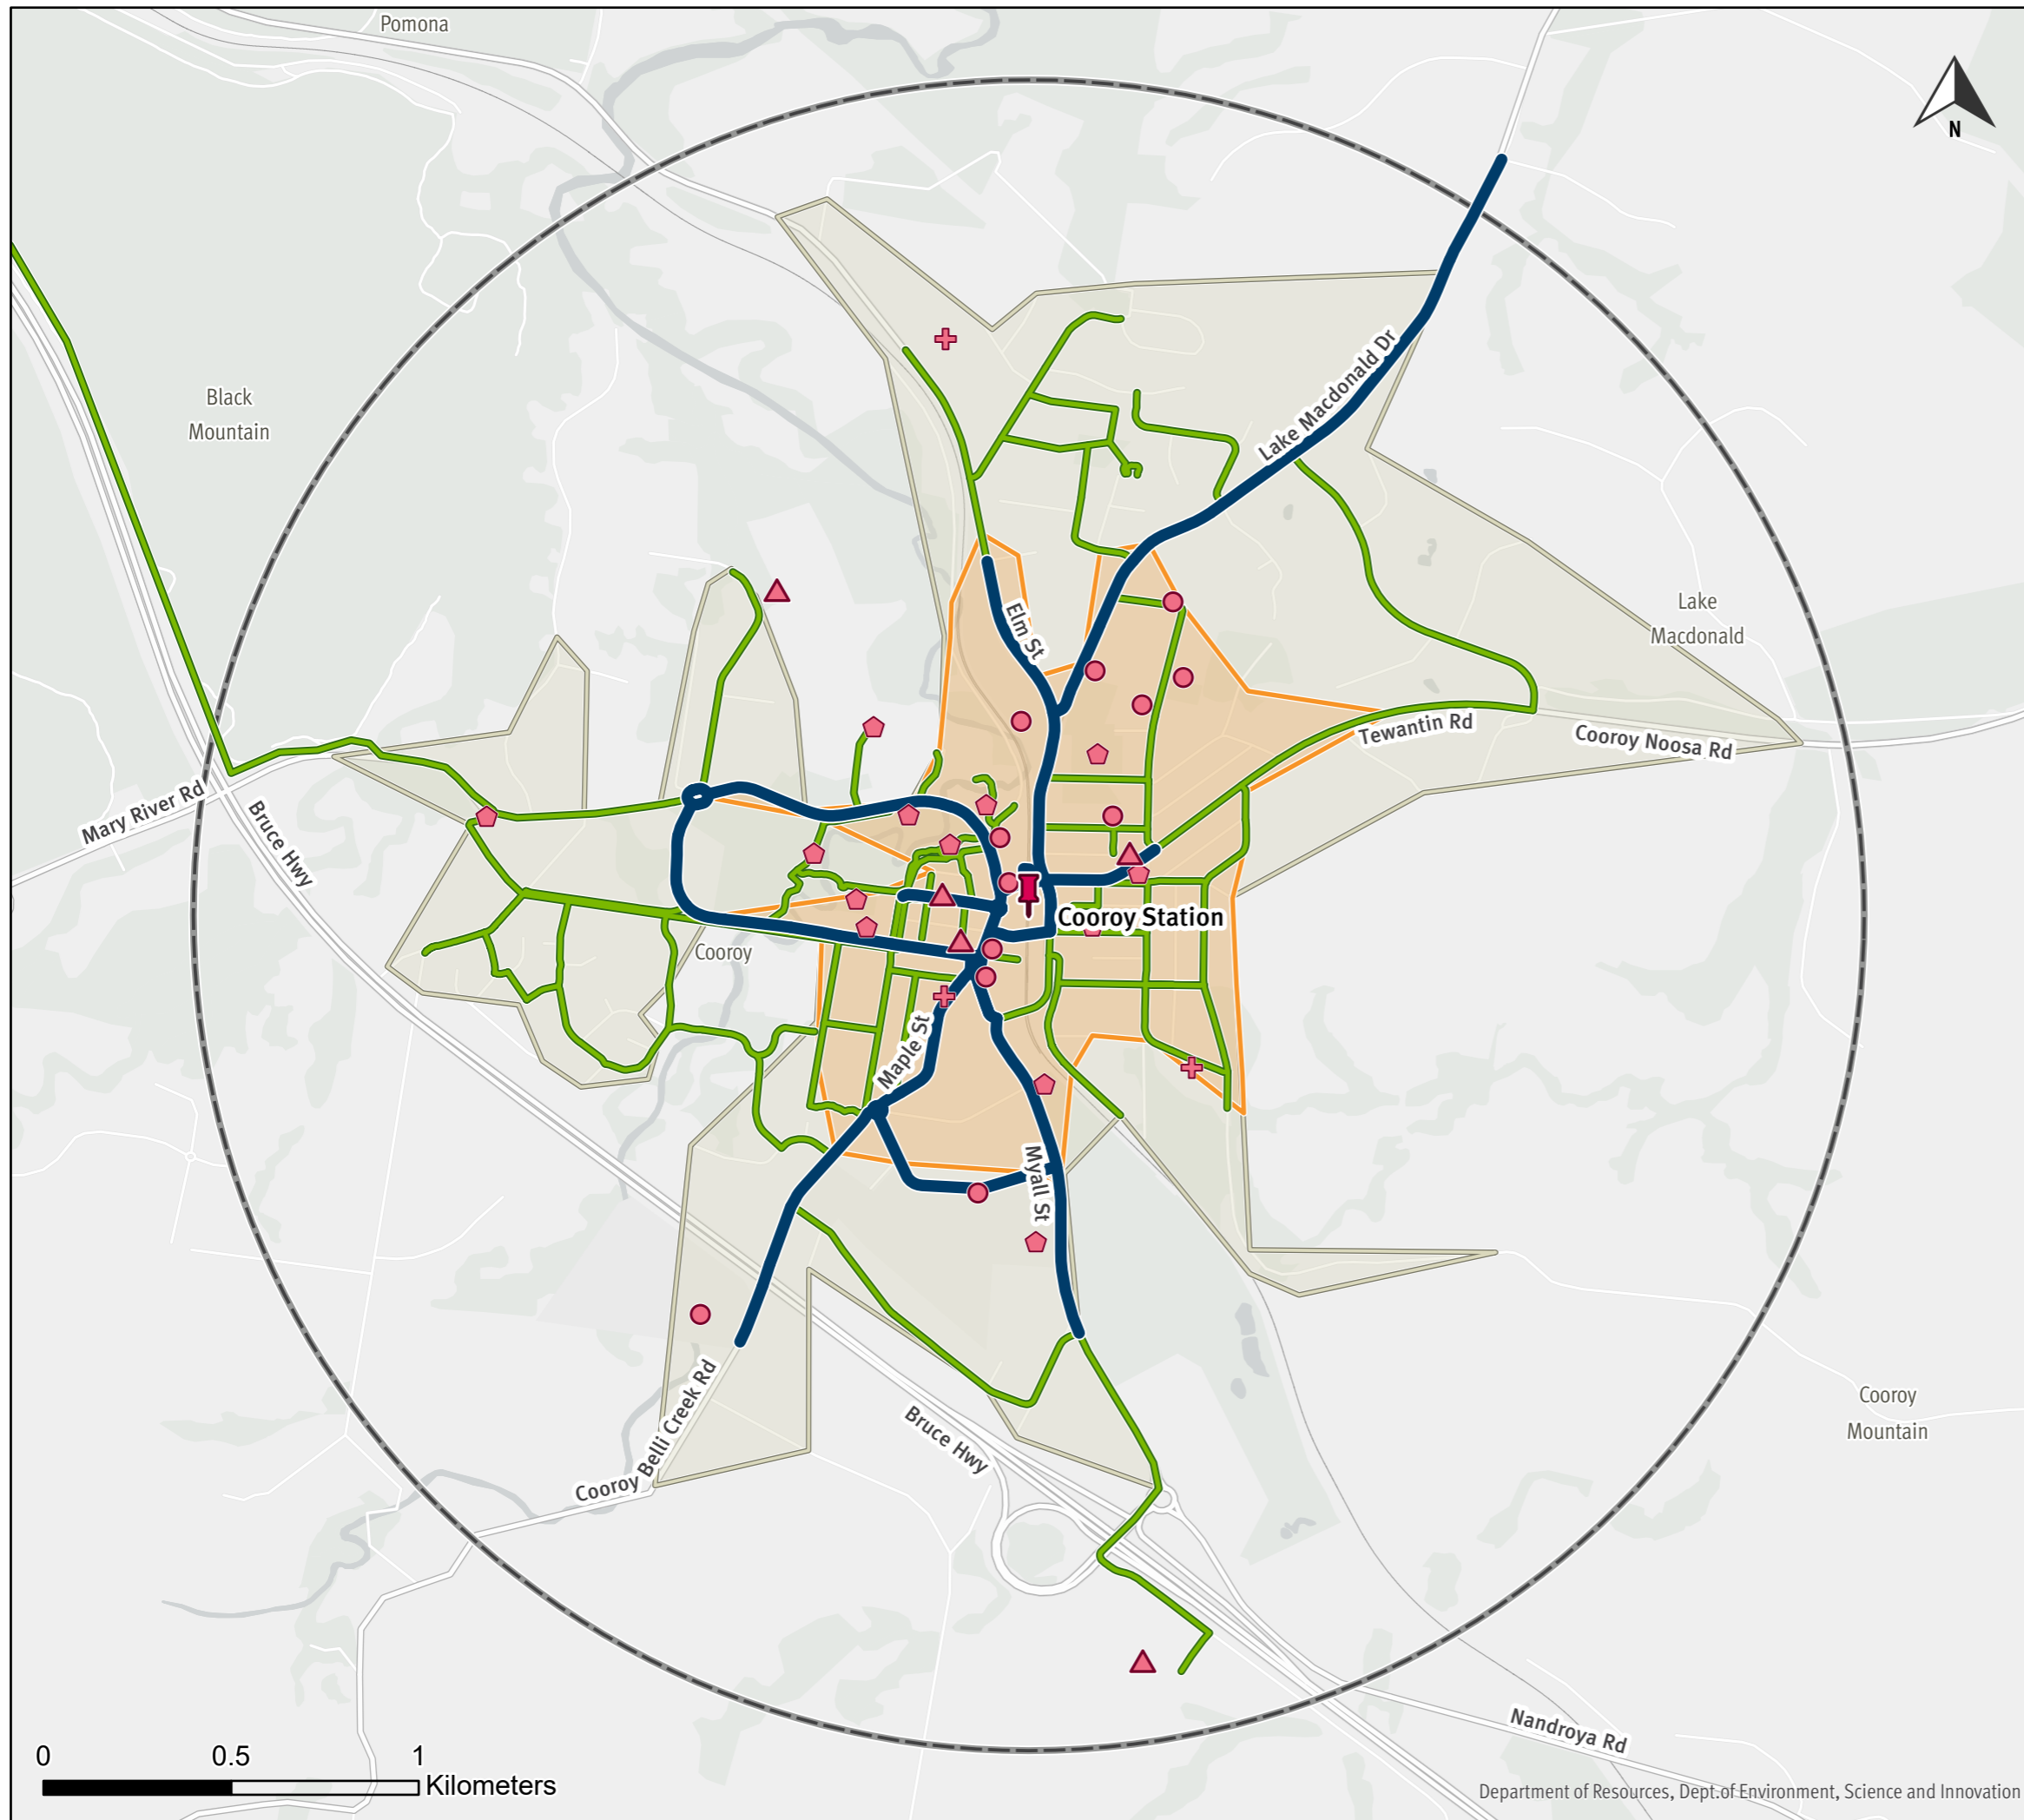 Pomona
N
Black
Mountain
Lake Macdonald Dr
Elm St
Lake
Macdonald
Tewantin Rd
Cooroy Noosa Rd
Mary River Rd
Bruce Hwy
Cooroy Station
Cooroy
Maple St
Myall St
Cooroy Belli Creek Rd
Bruce Hwy
Cooroy
Mountain
Nandroya Rd
0 0.5 1
Kilometers
Department of Resources, Dept.of Environment, Science and Innovation